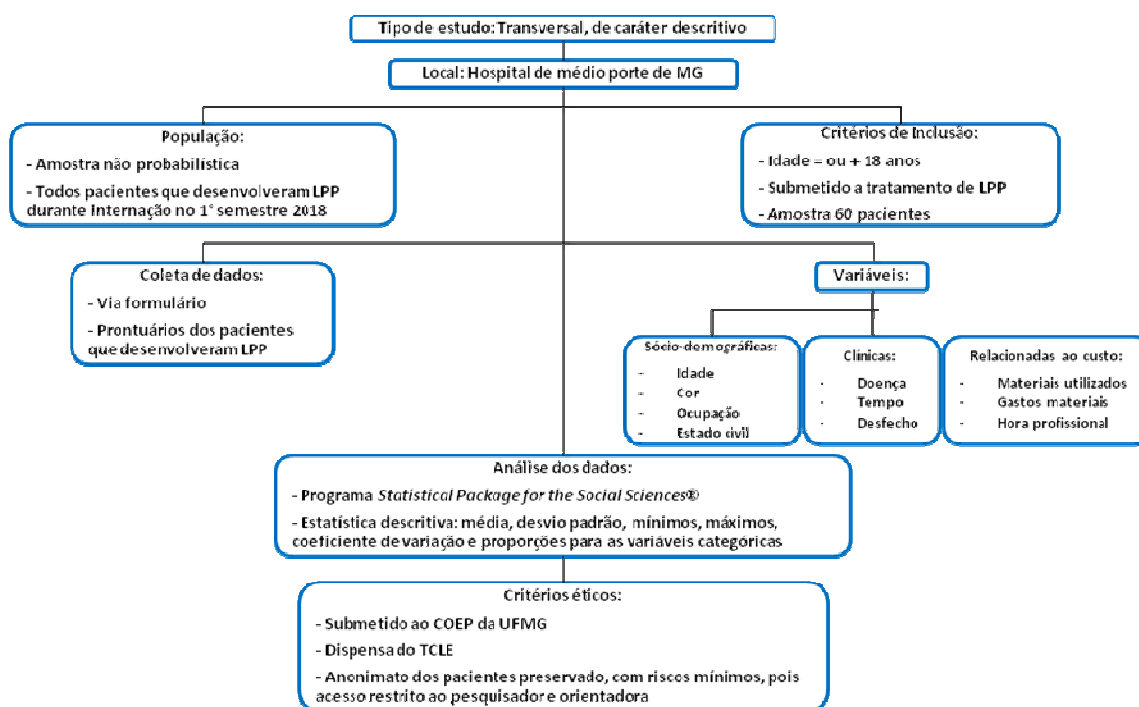 Tipo de estudo: Transversal, de caráter descritivo
Local: Hospital de médio porte de MG
População:
- Amostra não probabilística
- Todos pacientes que desenvolveram LPP
durante internação no 1° semestre 2018
Critérios de Inclusão:
- Idade = ou + 18 anos
- Submetido a tratamento de LPP
- Amostra 60 pacientes
Coleta de dados:
- Via formulário
- Prontuários dos pacientes
que desenvolveram LPP
Variáveis:
Sócio-demográficas:
- Idade
- Cor
- Ocupação
- Estado civil
Clínicas:
- Doença
- Tempo
- Desfecho
Relacionadas ao custo:
- Materiais utilizados
- Gastos materiais
- Hora profissional
Análise dos dados:
- Programa Statistical Package for the Social Sciences®
- Estatística descritiva: média, desvio padrão, mínimos, máximos,
coeficiente de variação e proporções para as variáveis categóricas
Critérios éticos:
- Submetido ao COEP da UFMG
- Dispensa do TCLE
- Anonimato dos pacientes preservado, com riscos mínimos, pois
acesso restrito ao pesquisador e orientadora